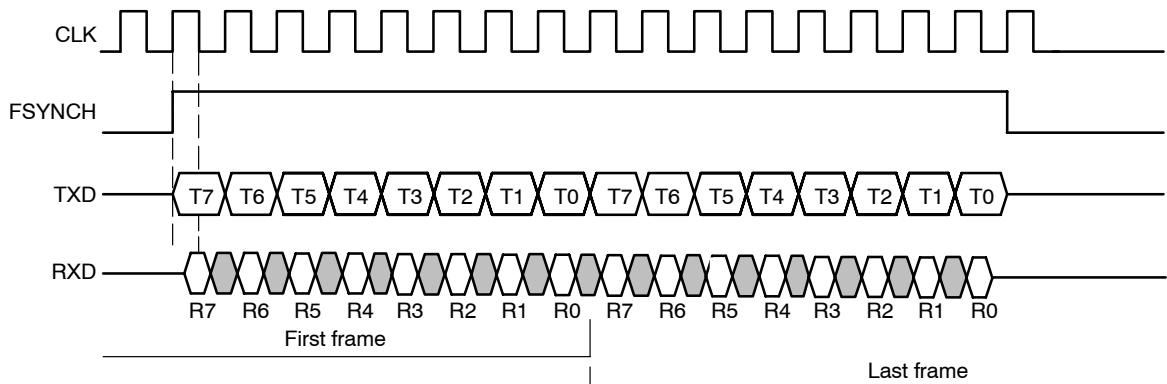 CLK
FSYNCH
TXD T7 T6 T5 T4 T3 T2 T1 T0 T7 T6 T5 T4 T3 T2 T1 T0
RXD
R7 R6 R5 R4 R3 R2 R1 R0 R7 R6 R5 R4 R3 R2 R1 R0
First frame
Last frame